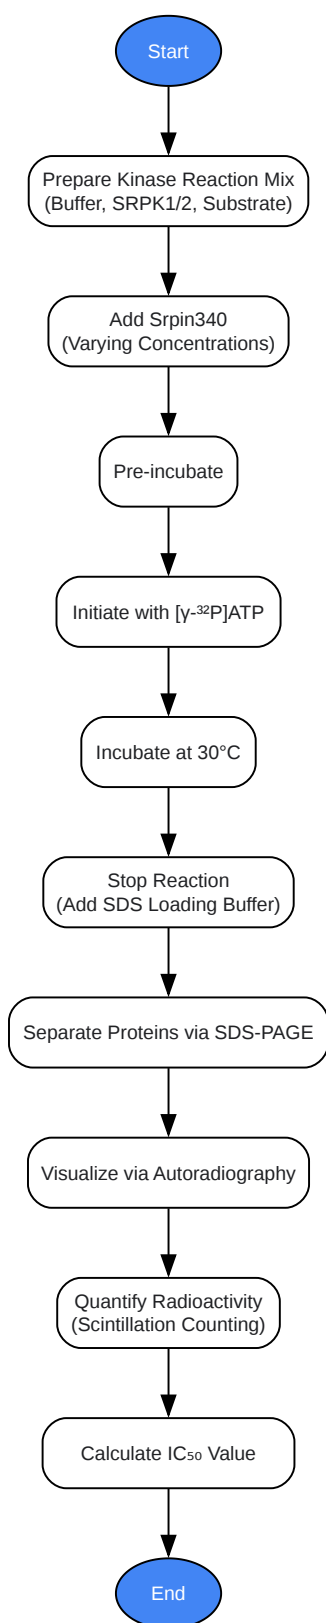 Start
Prepare Kinase Reaction Mix
(Buffer, SRPK1/2, Substrate)
Add Srpin340
(Varying Concentrations)
Pre-incubate
Initiate with [γ-³²P]ATP
Incubate at 30°C
Stop Reaction
(Add SDS Loading Buffer)
Separate Proteins via SDS-PAGE
Visualize via Autoradiography
Quantify Radioactivity
(Scintillation Counting)
Calculate IC₅₀ Value
End